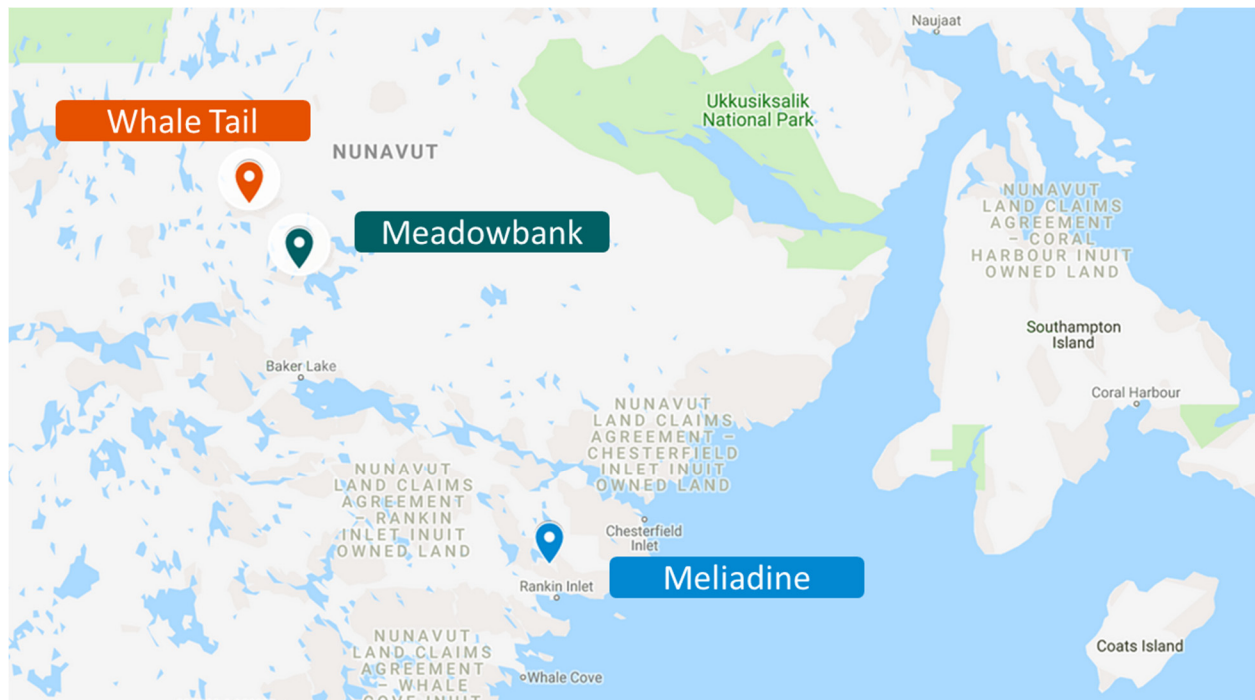 Naujaat
Ukkusiksalik
National Park
Whale Tail
NUNAVUT
NUNAVUT
LAND CLAIMS
AGREEMENT
– CORAL
HARBOUR INUIT
OWNED LAND
Meadowbank
Southampton
Island
Baker Lake
Coral Harbour
NUNAVUT
LAND CLAIMS
AGREEMENT –
CHESTERFIELD
INLET INUIT
OWNED LAND
NUNAVUT
LAND CLAIMS
AGREEMENT
– RANKIN
INLET INUIT
OWNED LAND
Chesterfield
Inlet
Meliadine
Rankin Inlet
NUNAVUT
LAND CLAIMS
AGREEMENT
– WHALE
COVE INUIT
Whale Cove
Coats Island